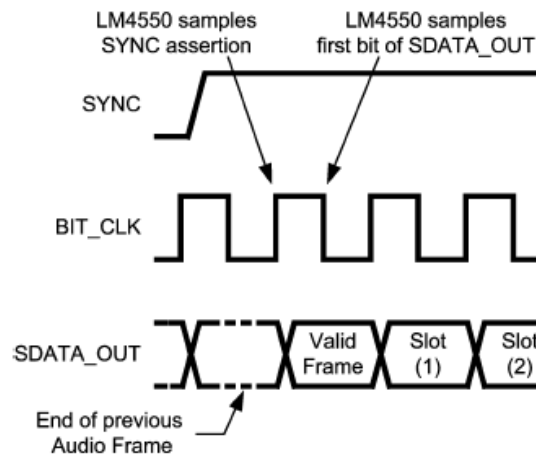 LM4550 samples
SYNC assertion
LM4550 samples
first bit of SDATA_OUT
SYNC
BIT_CLK
SDATA_OUT
Valid
Frame
Slot
(1)
Slot
(2)
End of previous
Audio Frame